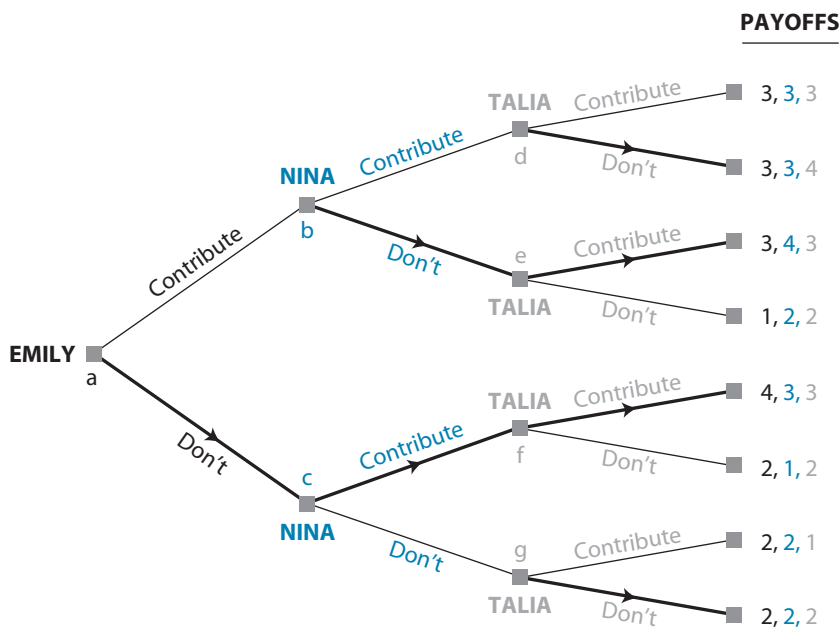 PAYOFFS
TALIA
Contribute
3, 3, 3
d
Don't
3, 3, 4
NINA
Contribute
b
Contribute
Don't
e
TALIA
Contribute
3, 4, 3
Don't
1, 2, 2
EMILY
a
Don't
TALIA
Contribute
4, 3, 3
f
Don't
2, 1, 2
c
NINA
Contribute
Don't
g
TALIA
Contribute
2, 2, 1
Don't
2, 2, 2